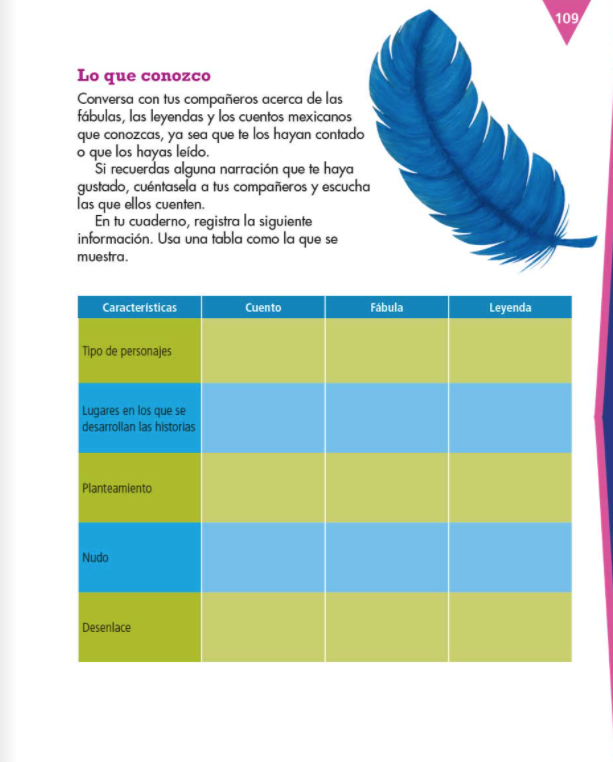 109
Lo que conozco
Conversa con tus compañeros acerca de las
fábulas, las leyendas y los cuentos mexicanos
que conozcas, ya sea que te los hayan contado
o que los hayas leído.
Si recuerdas alguna narración que te haya
gustado, cuéntasela a tus compañeros y escucha
las que ellos cuenten.
En tu cuaderno, registra la siguiente
información. Usa una tabla como la que se
muestra.
Características Cuento Fábula Leyenda
Tipo de personajes
Lugares en los que se
desarrollan las historias
Planteamiento
Nudo
Desenlace